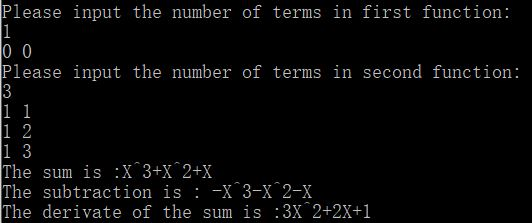 Please input the number of terms in first function:
1
0 0
Please input the number of terms in second function:
3
1 1
1 2
1 3
The sum is :X^3+X^2+X
The subtraction is : -X^3-X^2-X
The derivate of the sum is :3X^2+2X+1